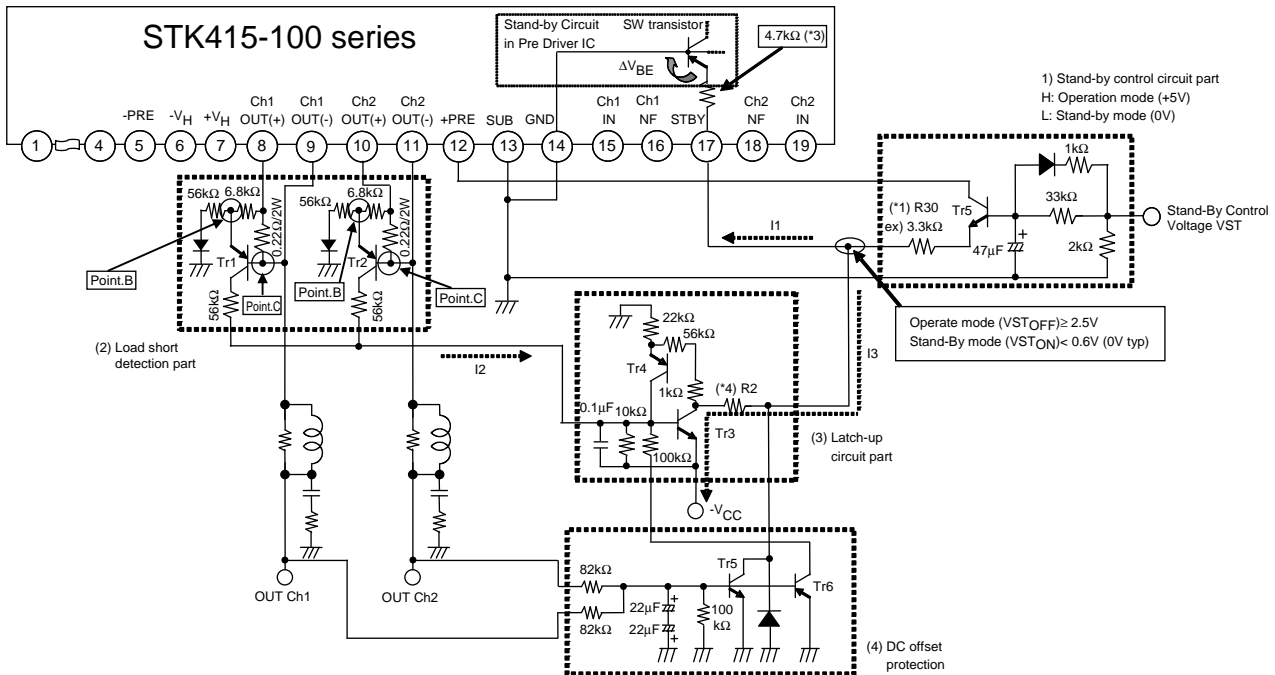 STK415-100 series
Stand-by Circuit
in Pre Driver IC
SW transistor
ΔVBE
4.7kΩ (*3)
1) Stand-by control circuit part
H: Operation mode (+5V)
L: Stand-by mode (0V)
-PRE
-VH
+VH
Ch1
OUT(+)
Ch1
OUT(-)
Ch2
OUT(+)
Ch2
OUT(-)
+PRE
SUB
GND
Ch1
IN
Ch1
NF
STBY
Ch2
NF
Ch2
IN
1
4
5
6
7
8
9
10
11
12
13
14
15
16
17
18
19
56kΩ
6.8kΩ
0.22Ω/2W
Tr1
56kΩ
6.8kΩ
0.22Ω/2W
Tr2
Point.B
Point.B
Point.C
Point.C
56kΩ
56kΩ
(2) Load short
detection part
I2
I1
(*1) R30
ex) 3.3kΩ
Tr5
1kΩ
33kΩ
47μF
+
2kΩ
Stand-By Control
Voltage VST
Operate mode (VSTOFF)≥ 2.5V
Stand-By mode (VSTON)< 0.6V (0V typ)
I3
22kΩ
56kΩ
Tr4
1kΩ
(*4) R2
0.1μF
10kΩ
Tr3
100kΩ
(3) Latch-up
circuit part
-VCC
OUT Ch1
OUT Ch2
82kΩ
82kΩ
22μF
+
22μF
+
100
kΩ
Tr5
Tr6
(4) DC offset
protection